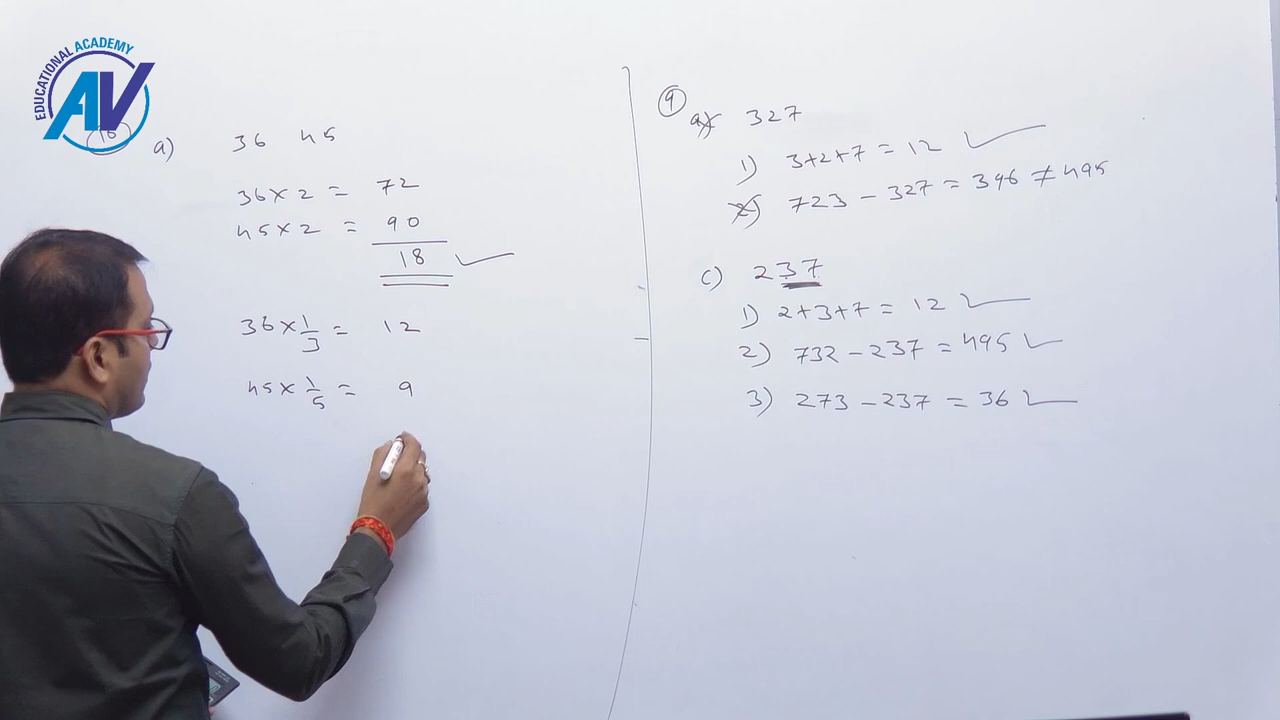 EDUCATIONAL ACADEMY
AV
a) 36 45
36 × 2 = 72
45 × 2 = 90
18
36 × 1/3 = 12
45 × 1/5 = 9
9
a) 327
1) 3+2+7 = 12
2) 723 - 327 = 396 ≠ 495
c) 237
1) 2+3+7 = 12
2) 732 - 237 = 495
3) 273 - 237 = 36